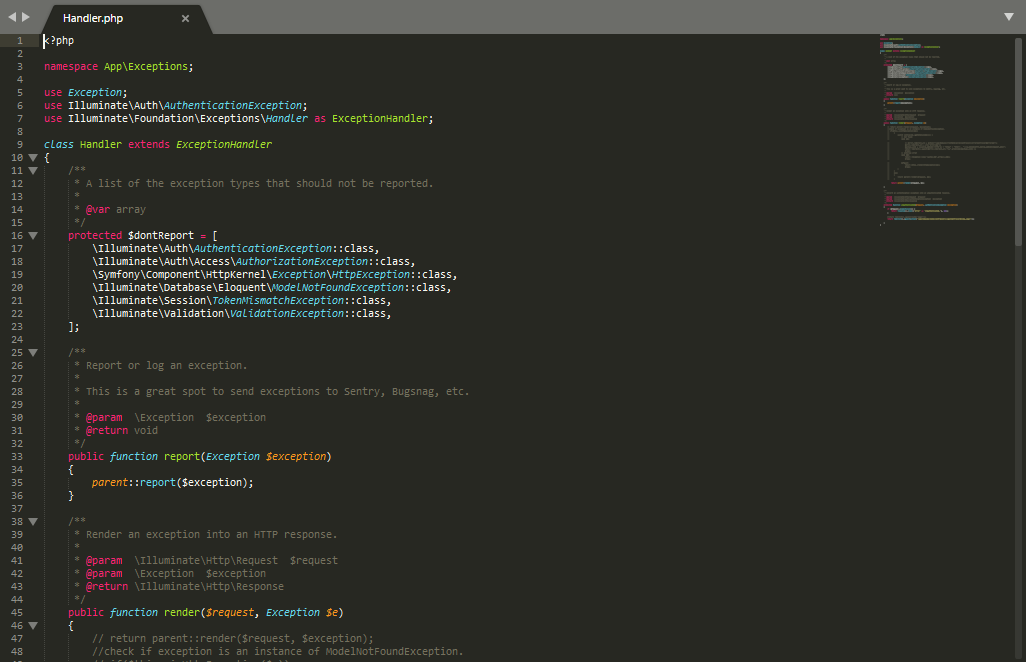 Handler.php ×
1 <?php
2
3 namespace App\Exceptions;
4
5 use Exception;
6 use Illuminate\Auth\AuthenticationException;
7 use Illuminate\Foundation\Exceptions\Handler as ExceptionHandler;
8
9 class Handler extends ExceptionHandler
10 {
11     /**
12      * A list of the exception types that should not be reported.
13      *
14      * @var array
15      */
16     protected $dontReport = [
17         \Illuminate\Auth\AuthenticationException::class,
18         \Illuminate\Auth\Access\AuthorizationException::class,
19         \Symfony\Component\HttpKernel\Exception\HttpException::class,
20         \Illuminate\Database\Eloquent\ModelNotFoundException::class,
21         \Illuminate\Session\TokenMismatchException::class,
22         \Illuminate\Validation\ValidationException::class,
23     ];
24
25     /**
26      * Report or log an exception.
27      *
28      * This is a great spot to send exceptions to Sentry, Bugsnag, etc.
29      *
30      * @param  \Exception  $exception
31      * @return void
32      */
33     public function report(Exception $exception)
34     {
35         parent::report($exception);
36     }
37
38     /**
39      * Render an exception into an HTTP response.
40      *
41      * @param  \Illuminate\Http\Request  $request
42      * @param  \Exception  $exception
43      * @return \Illuminate\Http\Response
44      */
45     public function render($request, Exception $e)
46     {
47         // return parent::render($request, $exception);
48         //check if exception is an instance of ModelNotFoundException.